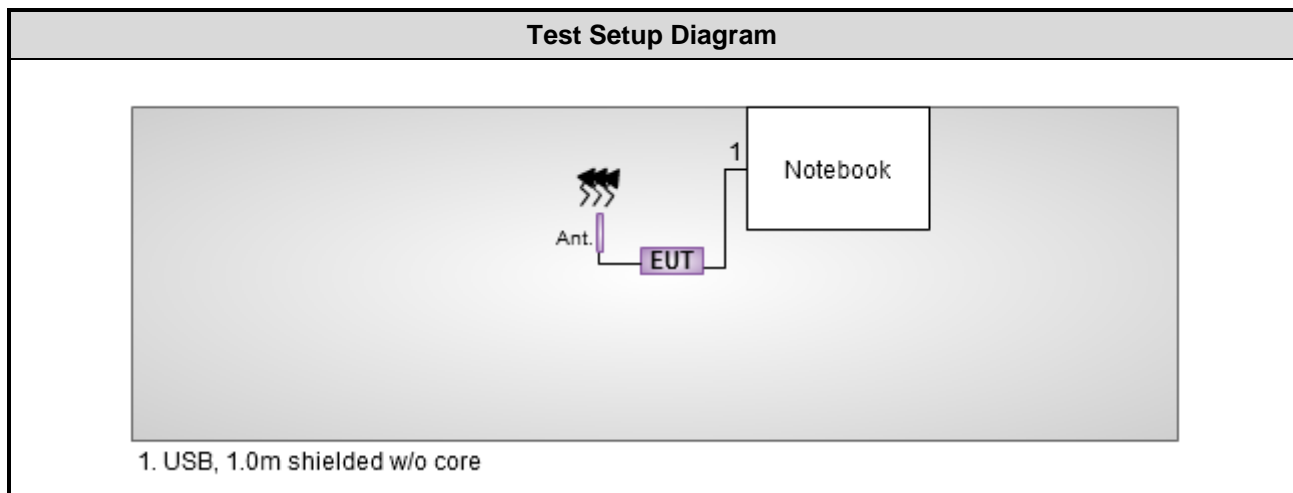 Test Setup Diagram
1
Notebook
Ant.
EUT
1. USB, 1.0m shielded w/o core